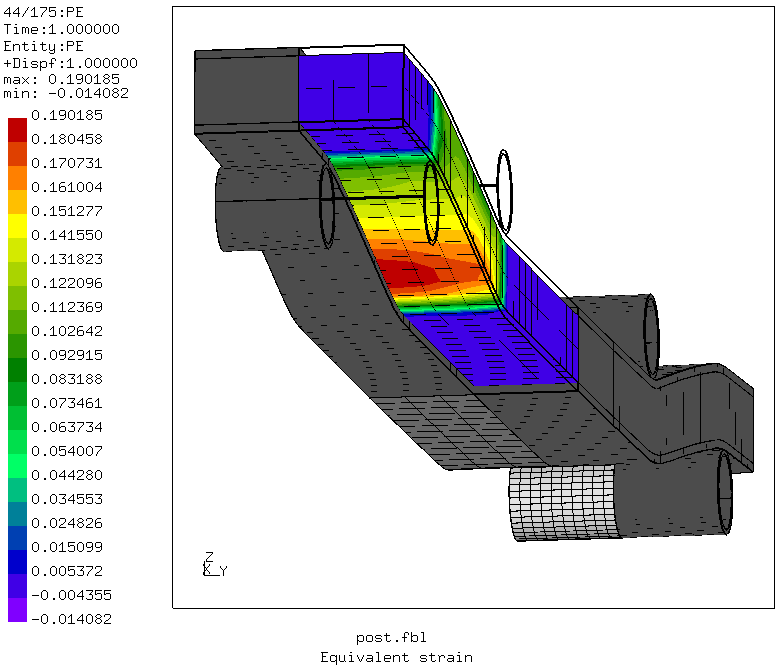 44/175:PE
Time:1.000000
Entity:PE
+Dispf:1.000000
max: 0.190185
min: -0.014082
0.190185
0.180458
0.170731
0.161004
0.151277
0.141550
0.131823
0.122096
0.112369
0.102642
0.092915
0.083188
0.073461
0.063734
0.054007
0.044280
0.034553
0.024826
0.015099
0.005372
-0.004355
-0.014082
Z
X Y
post.fbl
Equivalent strain